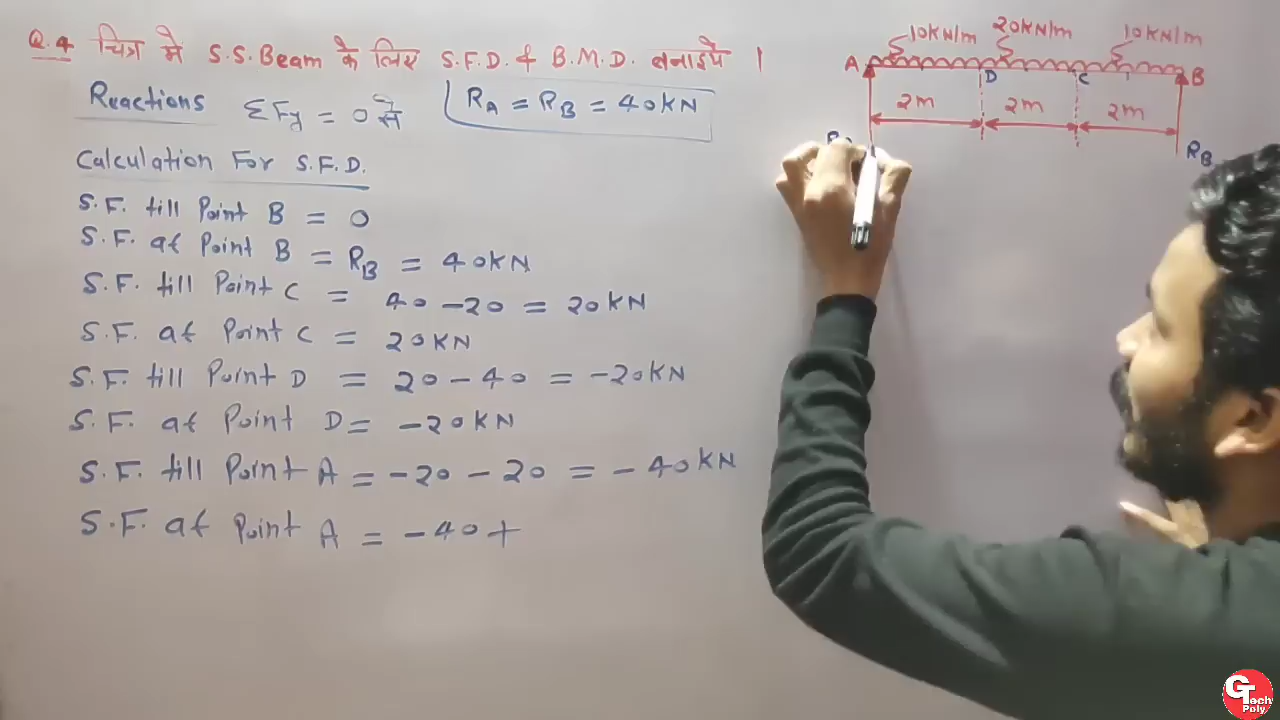 Q.4 चित्र मे S.S.Beam के लिए S.F.D. & B.M.D. बनाईये ।
Reactions ΣFy = 0 से RA = RB = 40KN
Calculation For S.F.D.
S.F. till Point B = 0
S.F. at Point B = RB = 40KN
S.F. till Point C = 40 - 20 = 20KN
S.F. at Point C = 20KN
S.F. till Point D = 20 - 40 = -20KN
S.F. at Point D = -20KN
S.F. till Point A = -20 - 20 = -40KN
S.F. at Point A = -40 +
10KN/m 20KN/m 10KN/m
A D C B
2m 2m 2m
RB
GTech Poly